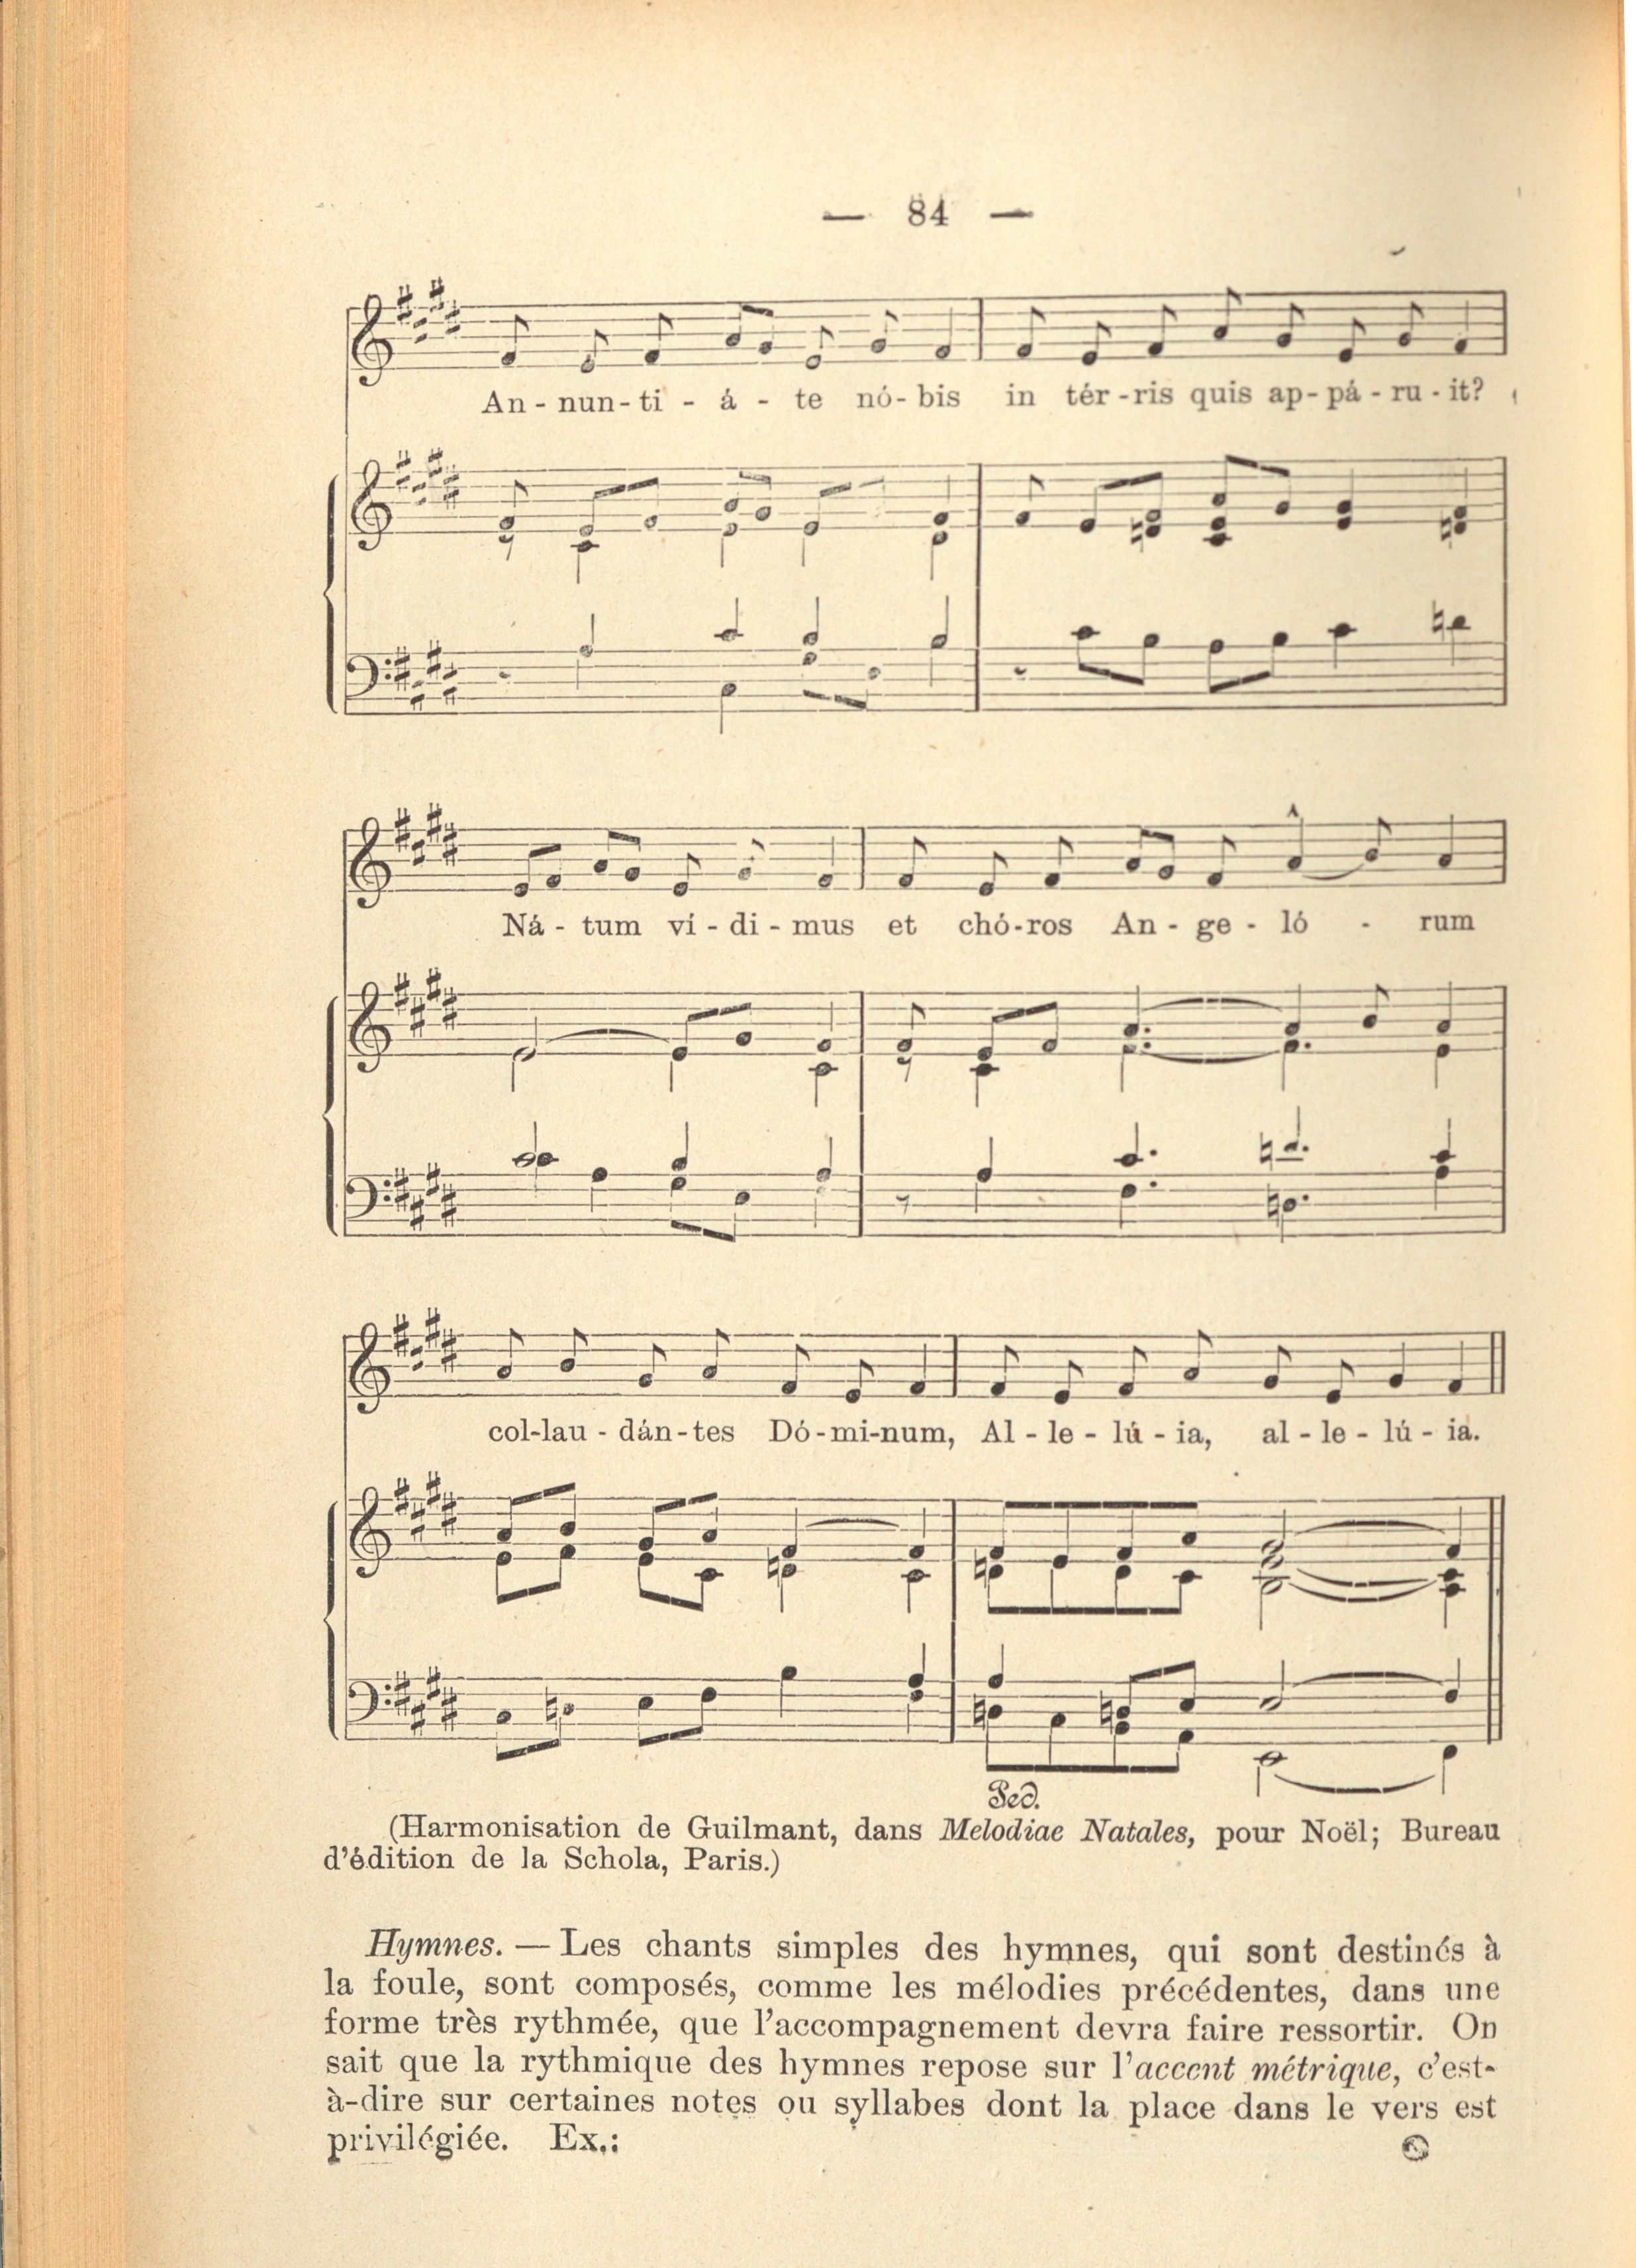 — 84 —
An - nun - ti - á - te nó - bis in tér - ris quis ap - pá - ru - it?
Ná - tum ví - di - mus et chó - ros An - ge - ló - rum
col - lau - dán - tes Dó - mi - num, Al - le - lú - ia, al - le - lú - ia.
Ped.
(Harmonisation de Guilmant, dans Melodiae Natales, pour Noël; Bureau
d'édition de la Schola, Paris.)
Hymnes. — Les chants simples des hymnes, qui sont destinés à
la foule, sont composés, comme les mélodies précédentes, dans une
forme très rythmée, que l'accompagnement devra faire ressortir. On
sait que la rythmique des hymnes repose sur l'accent métrique, c'est-
à-dire sur certaines notes ou syllabes dont la place dans le vers est
privilégiée. Ex.: